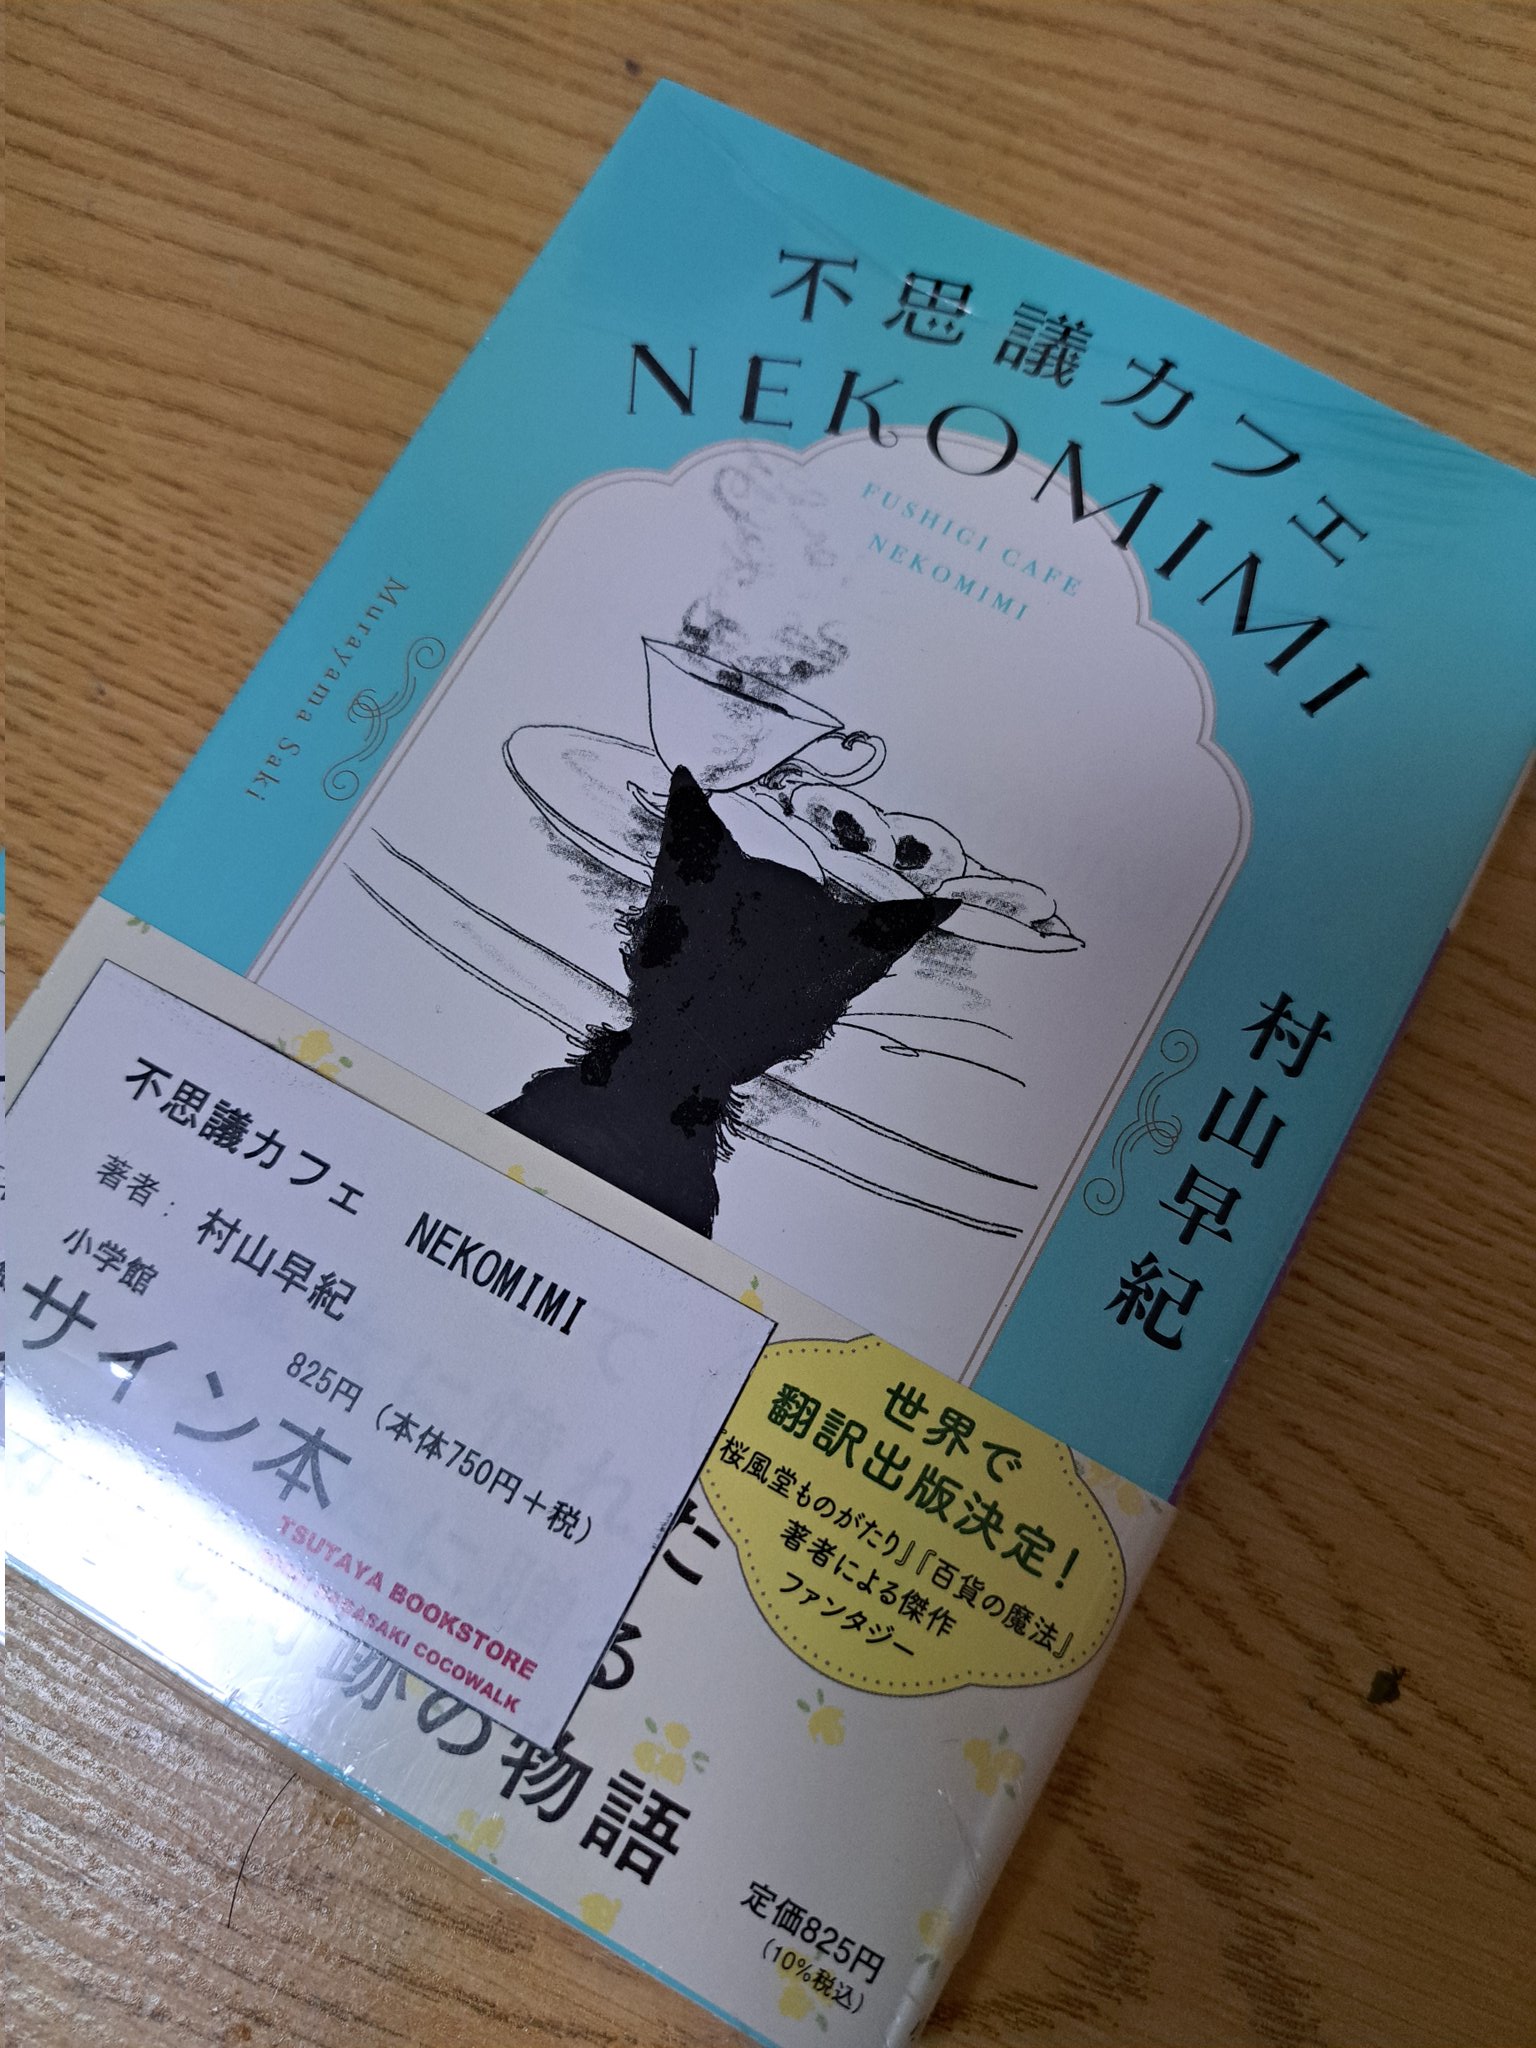 不思議カフェ
NEKOMIMI
FUSHIGI CAFE
NEKOMIMI
Murayama Saki
村山早紀
不思議カフェ NEKOMIMI
著者: 村山早紀
小学館
825円(本体750円+税)
サイン本
TSUTAYA BOOKSTORE
COCOWALK
世界で
翻訳出版決定!
『桜風堂ものがたり』『百貨の魔法』
著者による傑作
ファンタジー
た
る
跡の物語
定価825円
(10%税込)